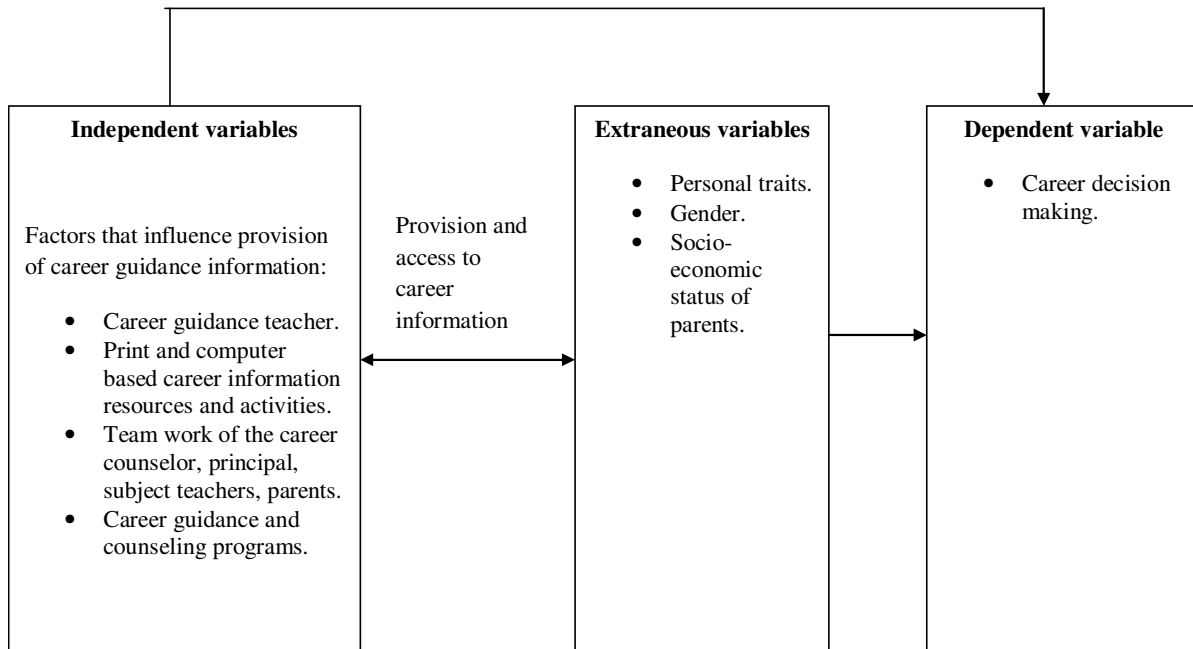 Independent variables
Factors that influence provision
of career guidance information:
• Career guidance teacher.
• Print and computer
based career information
resources and activities.
• Team work of the career
counselor, principal,
subject teachers, parents.
• Career guidance and
counseling programs.
Provision and
access to
career
information
Extraneous variables
• Personal traits.
• Gender.
• Socio-
economic
status of
parents.
Dependent variable
• Career decision
making.